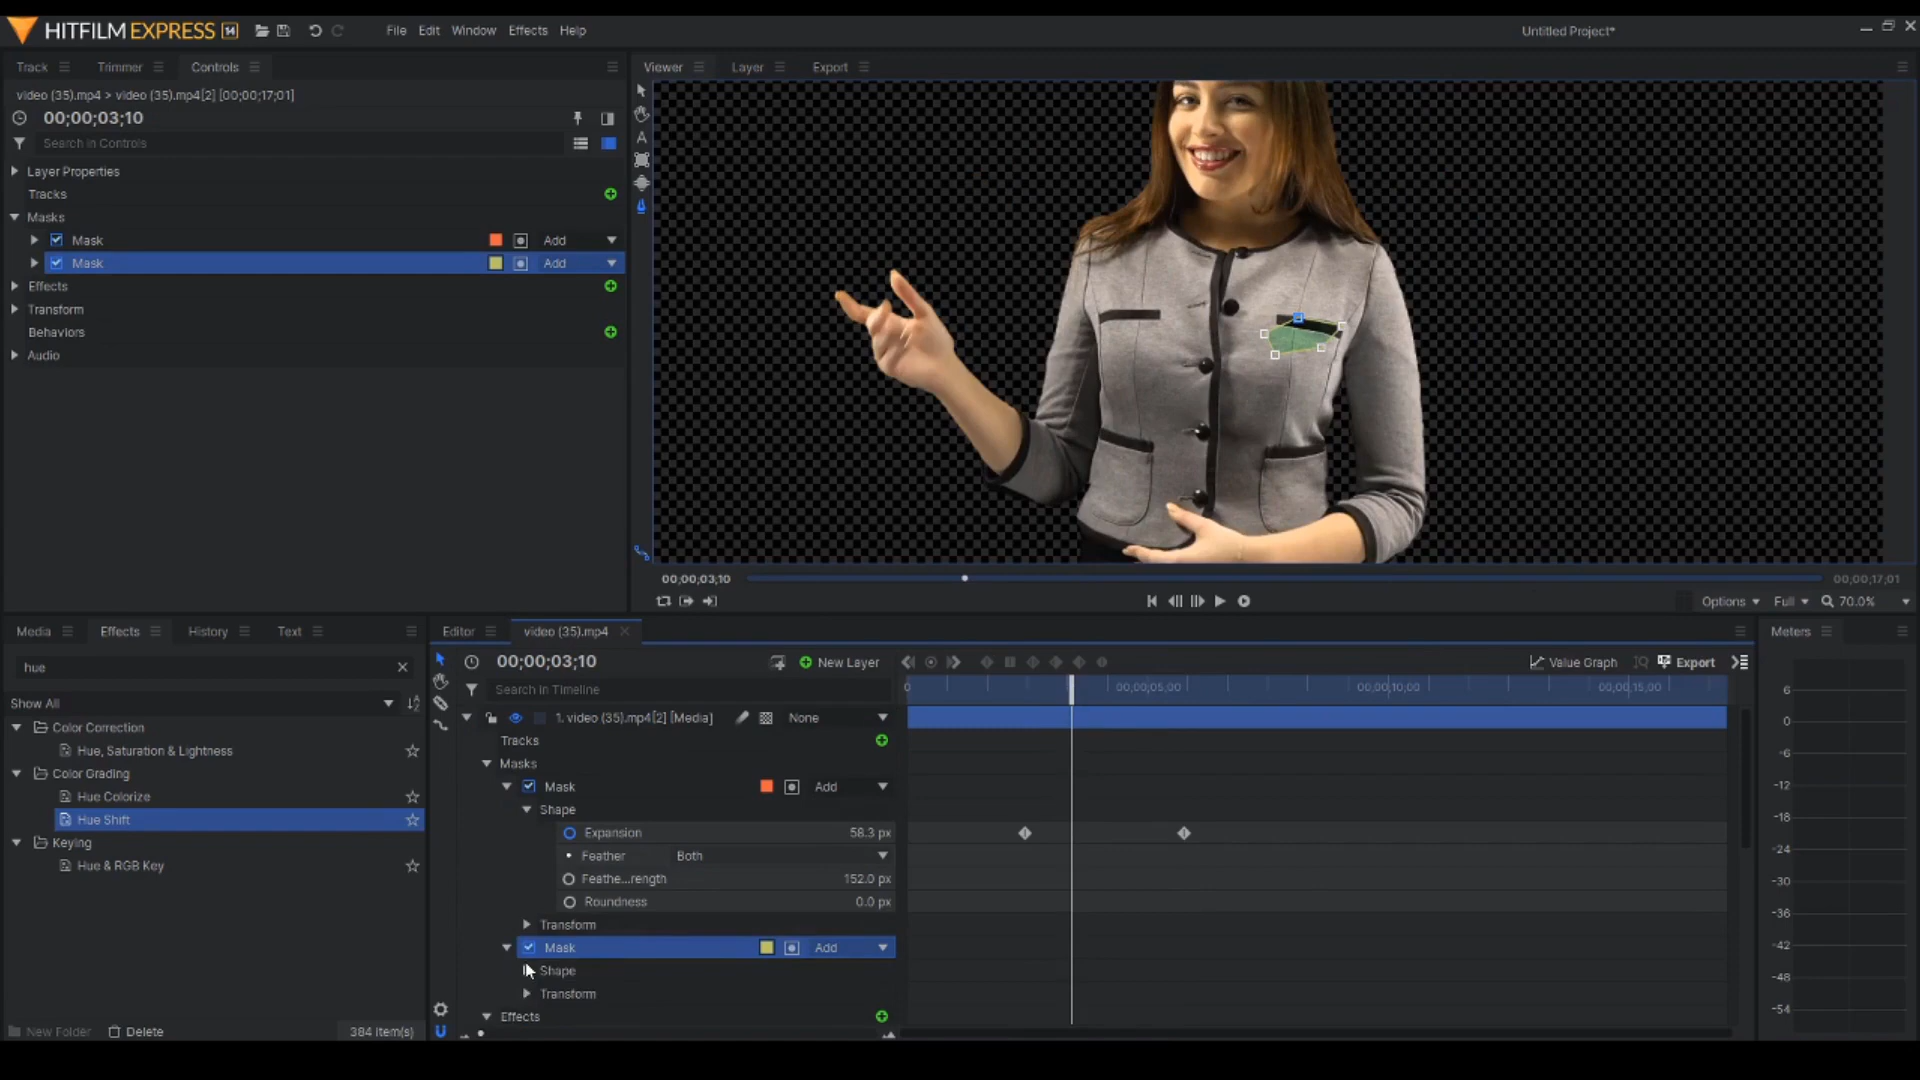 HITFILM EXPRESS 14 File Edit Window Effects Help Untitled Project*
Track Trimmer Controls
video (35).mp4 > video (35).mp4[2] [00;00;17;01]
00;00;03;10
Search in Controls
Layer Properties
Tracks
Masks
Mask Add
Mask Add
Effects
Transform
Behaviors
Audio
Viewer Layer Export
A
00;00;03;10 00;00;17;01
Options Full 70.0%
Media Effects History Text
hue
Show All
Color Correction
Hue, Saturation & Lightness
Color Grading
Hue Colorize
Hue Shift
Keying
Hue & RGB Key
New Folder Delete 384 Item(s)
Editor video (35).mp4
00;00;03;10 New Layer Value Graph Export
Search in Timeline 0 00;00;05;00 00;00;10;00 00;00;15;00
1. video (35).mp4[2] [Media] None
Tracks
Masks
Mask Add
Shape
Expansion 58.3 px
Feather Both
Feathe...rength 152.0 px
Roundness 0.0 px
Transform
Mask Add
Shape
Transform
Effects
Meters
6
0
-6
-12
-18
-24
-30
-36
-42
-48
-54